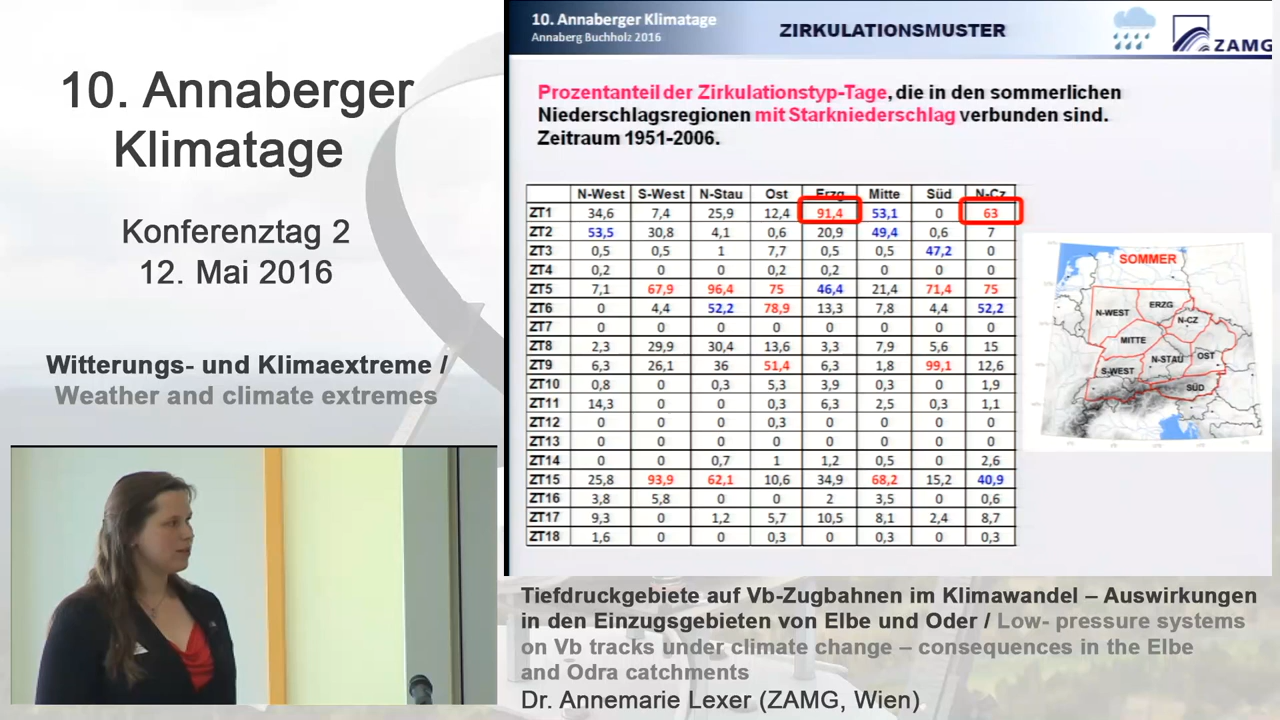 10. Annaberger
Klimatage
Konferenztag 2
12. Mai 2016
Witterungs- und Klimaextreme /
Weather and climate extremes
10. Annaberger Klimatage
Annaberg Buchholz 2016
ZIRKULATIONSMUSTER
ZAMG
Prozentanteil der Zirkulationstyp-Tage, die in den sommerlichen
Niederschlagsregionen mit Starkniederschlag verbunden sind.
Zeitraum 1951-2006.
N-West S-West N-Stau Ost Erzg Mitte Süd N-Cz
ZT1 34,6 7,4 25,9 12,4 91,4 53,1 0 63
ZT2 53,5 30,8 4,1 0,6 20,9 49,4 0,6 7
ZT3 0,5 0,5 1 7,7 0,5 0,5 47,2 0
ZT4 0,2 0 0 0,2 0,2 0 0 0
ZT5 7,1 67,9 96,4 75 46,4 21,4 71,4 75
ZT6 0 4,4 52,2 78,9 13,3 7,8 4,4 52,2
ZT7 0 0 0 0 0 0 0 0
ZT8 2,3 29,9 30,4 13,6 3,3 7,9 5,6 15
ZT9 6,3 26,1 36 51,4 6,3 1,8 99,1 12,6
ZT10 0,8 0 0,3 5,3 3,9 0,3 0 1,9
ZT11 14,3 0 0 0,3 6,3 2,5 0,3 1,1
ZT12 0 0 0 0,3 0 0 0 0
ZT13 0 0 0 0 0 0 0 0
ZT14 0 0 0,7 1 1,2 0,5 0 2,6
ZT15 25,8 93,9 62,1 10,6 34,9 68,2 15,2 40,9
ZT16 3,8 5,8 0 0 2 3,5 0 0,6
ZT17 9,3 0 1,2 5,7 10,5 8,1 2,4 8,7
ZT18 1,6 0 0 0,3 0 0,3 0 0,3
SOMMER
N-WEST
ERZG
N-CZ
MITTE
N-STAU
OST
S-WEST
SÜD
Tiefdruckgebiete auf Vb-Zugbahnen im Klimawandel – Auswirkungen
in den Einzugsgebieten von Elbe und Oder / Low- pressure systems
on Vb tracks under climate change – consequences in the Elbe
and Odra catchments
Dr. Annemarie Lexer (ZAMG, Wien)